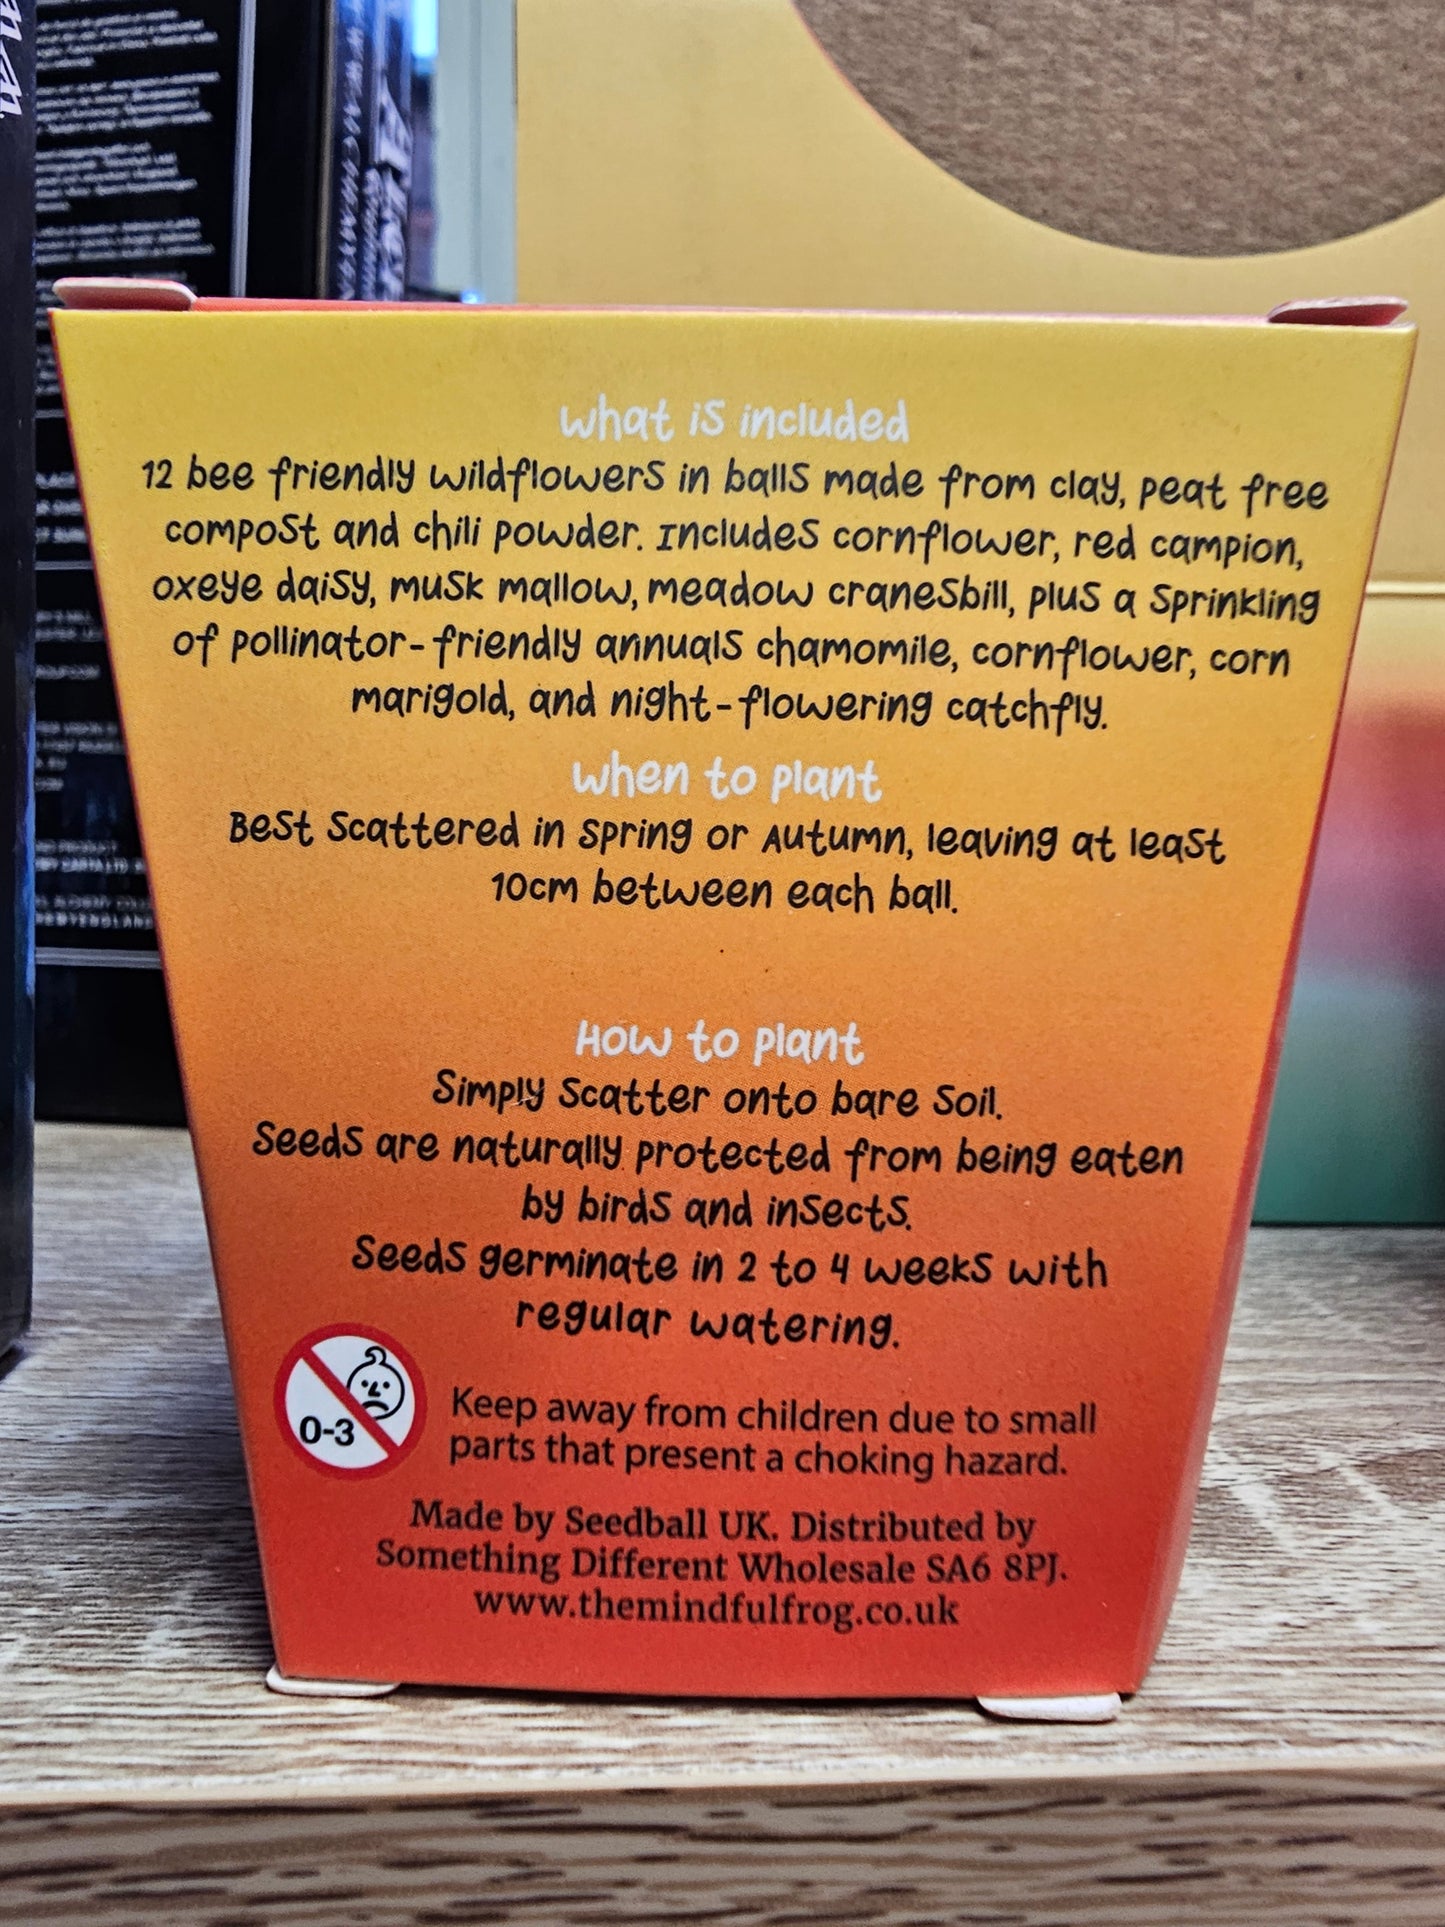 what is included
12 bee friendly wildflowers in balls made from clay, peat free
compost and chili powder. Includes cornflower, red campion,
oxeye daisy, musk mallow, meadow cranesbill, plus a sprinkling
of pollinator-friendly annuals chamomile, cornflower, corn
marigold, and night-flowering catchfly.
when to plant
Best scattered in spring or Autumn, leaving at least
10cm between each ball.
How to plant
Simply scatter onto bare soil.
Seeds are naturally protected from being eaten
by birds and insects.
Seeds germinate in 2 to 4 weeks with
regular watering.
0-3
Keep away from children due to small
parts that present a choking hazard.
Made by Seedball UK. Distributed by
Something Different Wholesale SA6 8PJ.
www.themindfulfrog.co.uk